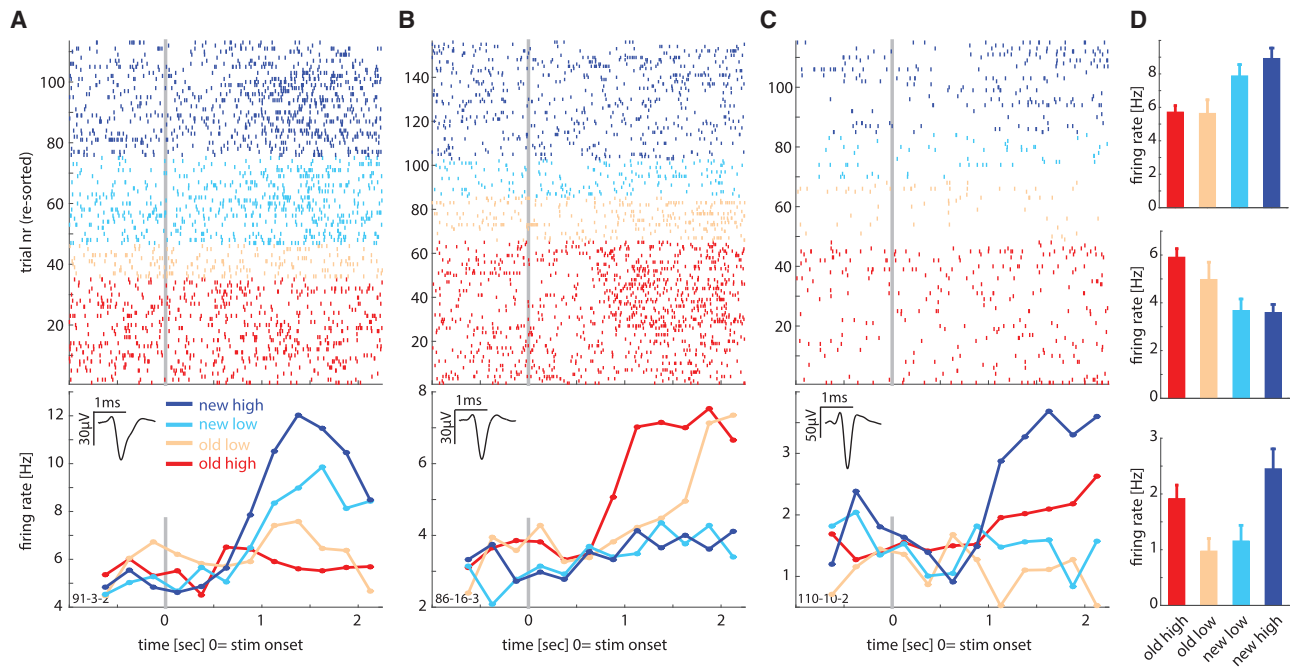 A
B
C
D
trial nr (re-sorted)
100
80
60
40
20
140
120
100
80
60
40
20
100
80
60
40
20
firing rate [Hz]
8
6
4
2
0
firing rate [Hz]
6
4
2
0
firing rate [Hz]
3
2
1
0
old high
old low
new low
new high
firing rate [Hz]
12
10
8
6
4
1ms
30µV
new high
new low
old low
old high
91-3-2
0
1
2
time [sec] 0= stim onset
8
6
4
2
1ms
30µV
86-16-3
0
1
2
time [sec] 0= stim onset
3
2
1
1ms
50µV
110-10-2
0
1
2
time [sec] 0= stim onset